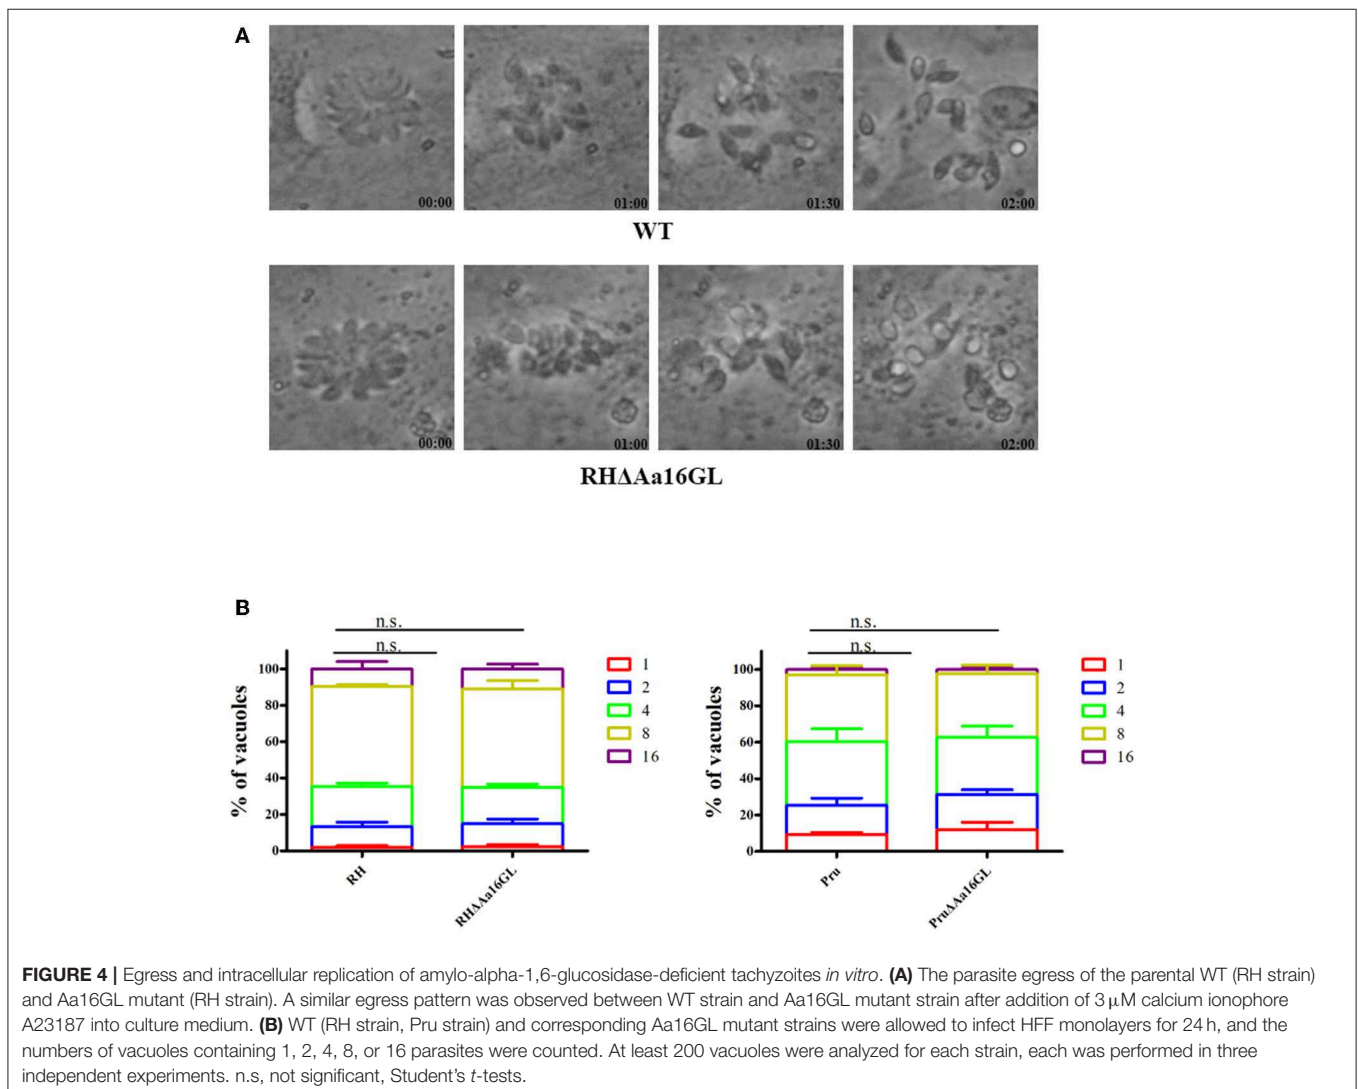 A
00:00 01:00 01:30 02:00
WT
00:00 01:00 01:30 02:00
RHΔAa16GL
B
n.s.
n.s.
% of vacuoles
100
80
60
40
20
0
RH
RHΔAa16GL
1
2
4
8
16
n.s.
n.s.
% of vacuoles
100
80
60
40
20
0
Pru
PruΔAa16GL
1
2
4
8
16
FIGURE 4 | Egress and intracellular replication of amylo-alpha-1,6-glucosidase-deficient tachyzoites in vitro. (A) The parasite egress of the parental WT (RH strain)
and Aa16GL mutant (RH strain). A similar egress pattern was observed between WT strain and Aa16GL mutant strain after addition of 3 μM calcium ionophore
A23187 into culture medium. (B) WT (RH strain, Pru strain) and corresponding Aa16GL mutant strains were allowed to infect HFF monolayers for 24 h, and the
numbers of vacuoles containing 1, 2, 4, 8, or 16 parasites were counted. At least 200 vacuoles were analyzed for each strain, each was performed in three
independent experiments. n.s, not significant, Student's t-tests.